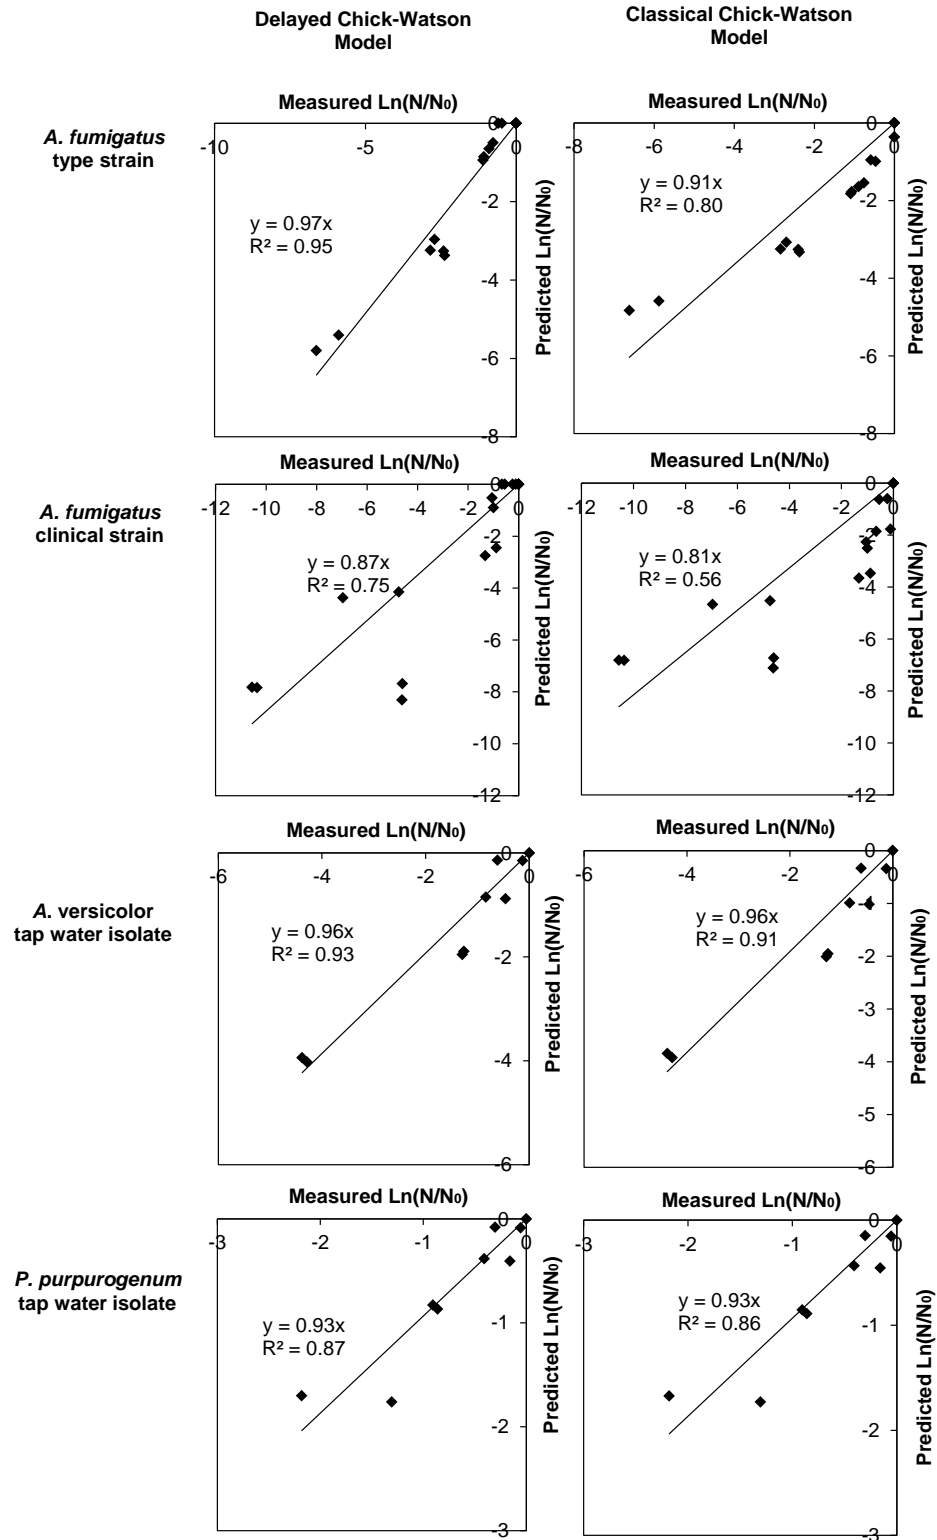 Delayed Chick-Watson
Model
Classical Chick-Watson
Model
A. fumigatus
type strain
Measured Ln(N/N₀)
-10
-5
0
0
-2
-4
-6
-8
y = 0.97x
R² = 0.95
Predicted Ln(N/N₀)
Measured Ln(N/N₀)
-8
-6
-4
-2
0
0
-2
-4
-6
-8
y = 0.91x
R² = 0.80
Predicted Ln(N/N₀)
A. fumigatus
clinical strain
Measured Ln(N/N₀)
-12
-10
-8
-6
-4
-2
0
0
-2
-4
-6
-8
-10
-12
y = 0.87x
R² = 0.75
Predicted Ln(N/N₀)
Measured Ln(N/N₀)
-12
-10
-8
-6
-4
-2
0
0
-2
-4
-6
-8
-10
-12
y = 0.81x
R² = 0.56
Predicted Ln(N/N₀)
A. versicolor
tap water isolate
Measured Ln(N/N₀)
-6
-4
-2
0
0
-2
-4
-6
y = 0.96x
R² = 0.93
Predicted Ln(N/N₀)
Measured Ln(N/N₀)
-6
-4
-2
0
0
-1
-2
-3
-4
-5
-6
y = 0.96x
R² = 0.91
Predicted Ln(N/N₀)
P. purpurogenum
tap water isolate
Measured Ln(N/N₀)
-3
-2
-1
0
0
-1
-2
-3
y = 0.93x
R² = 0.87
Predicted Ln(N/N₀)
Measured Ln(N/N₀)
-3
-2
-1
0
0
-1
-2
-3
y = 0.93x
R² = 0.86
Predicted Ln(N/N₀)